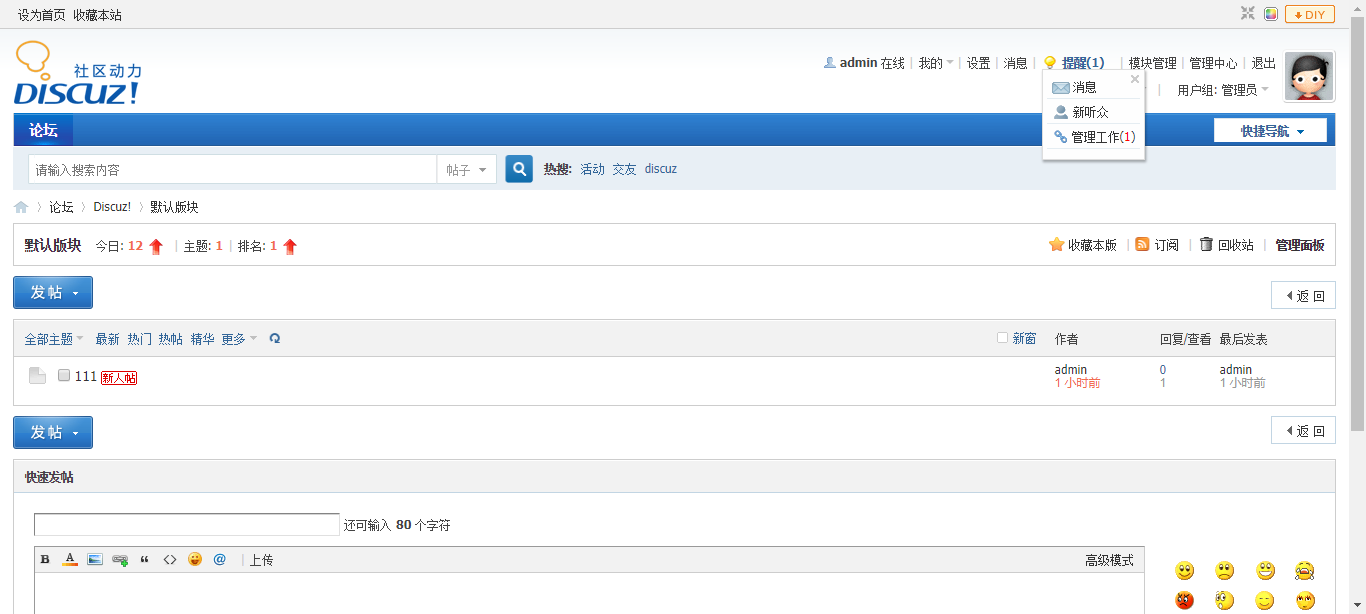 设为首页 收藏本站
DIY
社区动力
DISCUZ!
admin 在线 | 我的 | 设置 | 消息 | 提醒(1) | 模块管理 | 管理中心 | 退出
消息
新听众
管理工作(1)
| 用户组: 管理员
论坛
快捷导航
请输入搜索内容 帖子 热搜: 活动 交友 discuz
论坛 〉 Discuz! 〉 默认版块
默认版块 今日: 12 | 主题: 1 | 排名: 1
收藏本版 | 订阅 | 回收站 | 管理面板
发帖
返回
全部主题 最新 热门 热帖 精华 更多 新窗 作者 回复/查看 最后发表
111 新人帖 admin 0 admin
1 小时前 1 1 小时前
发帖
返回
快速发帖
还可输入 80 个字符
B A “ <> @ | 上传 高级模式